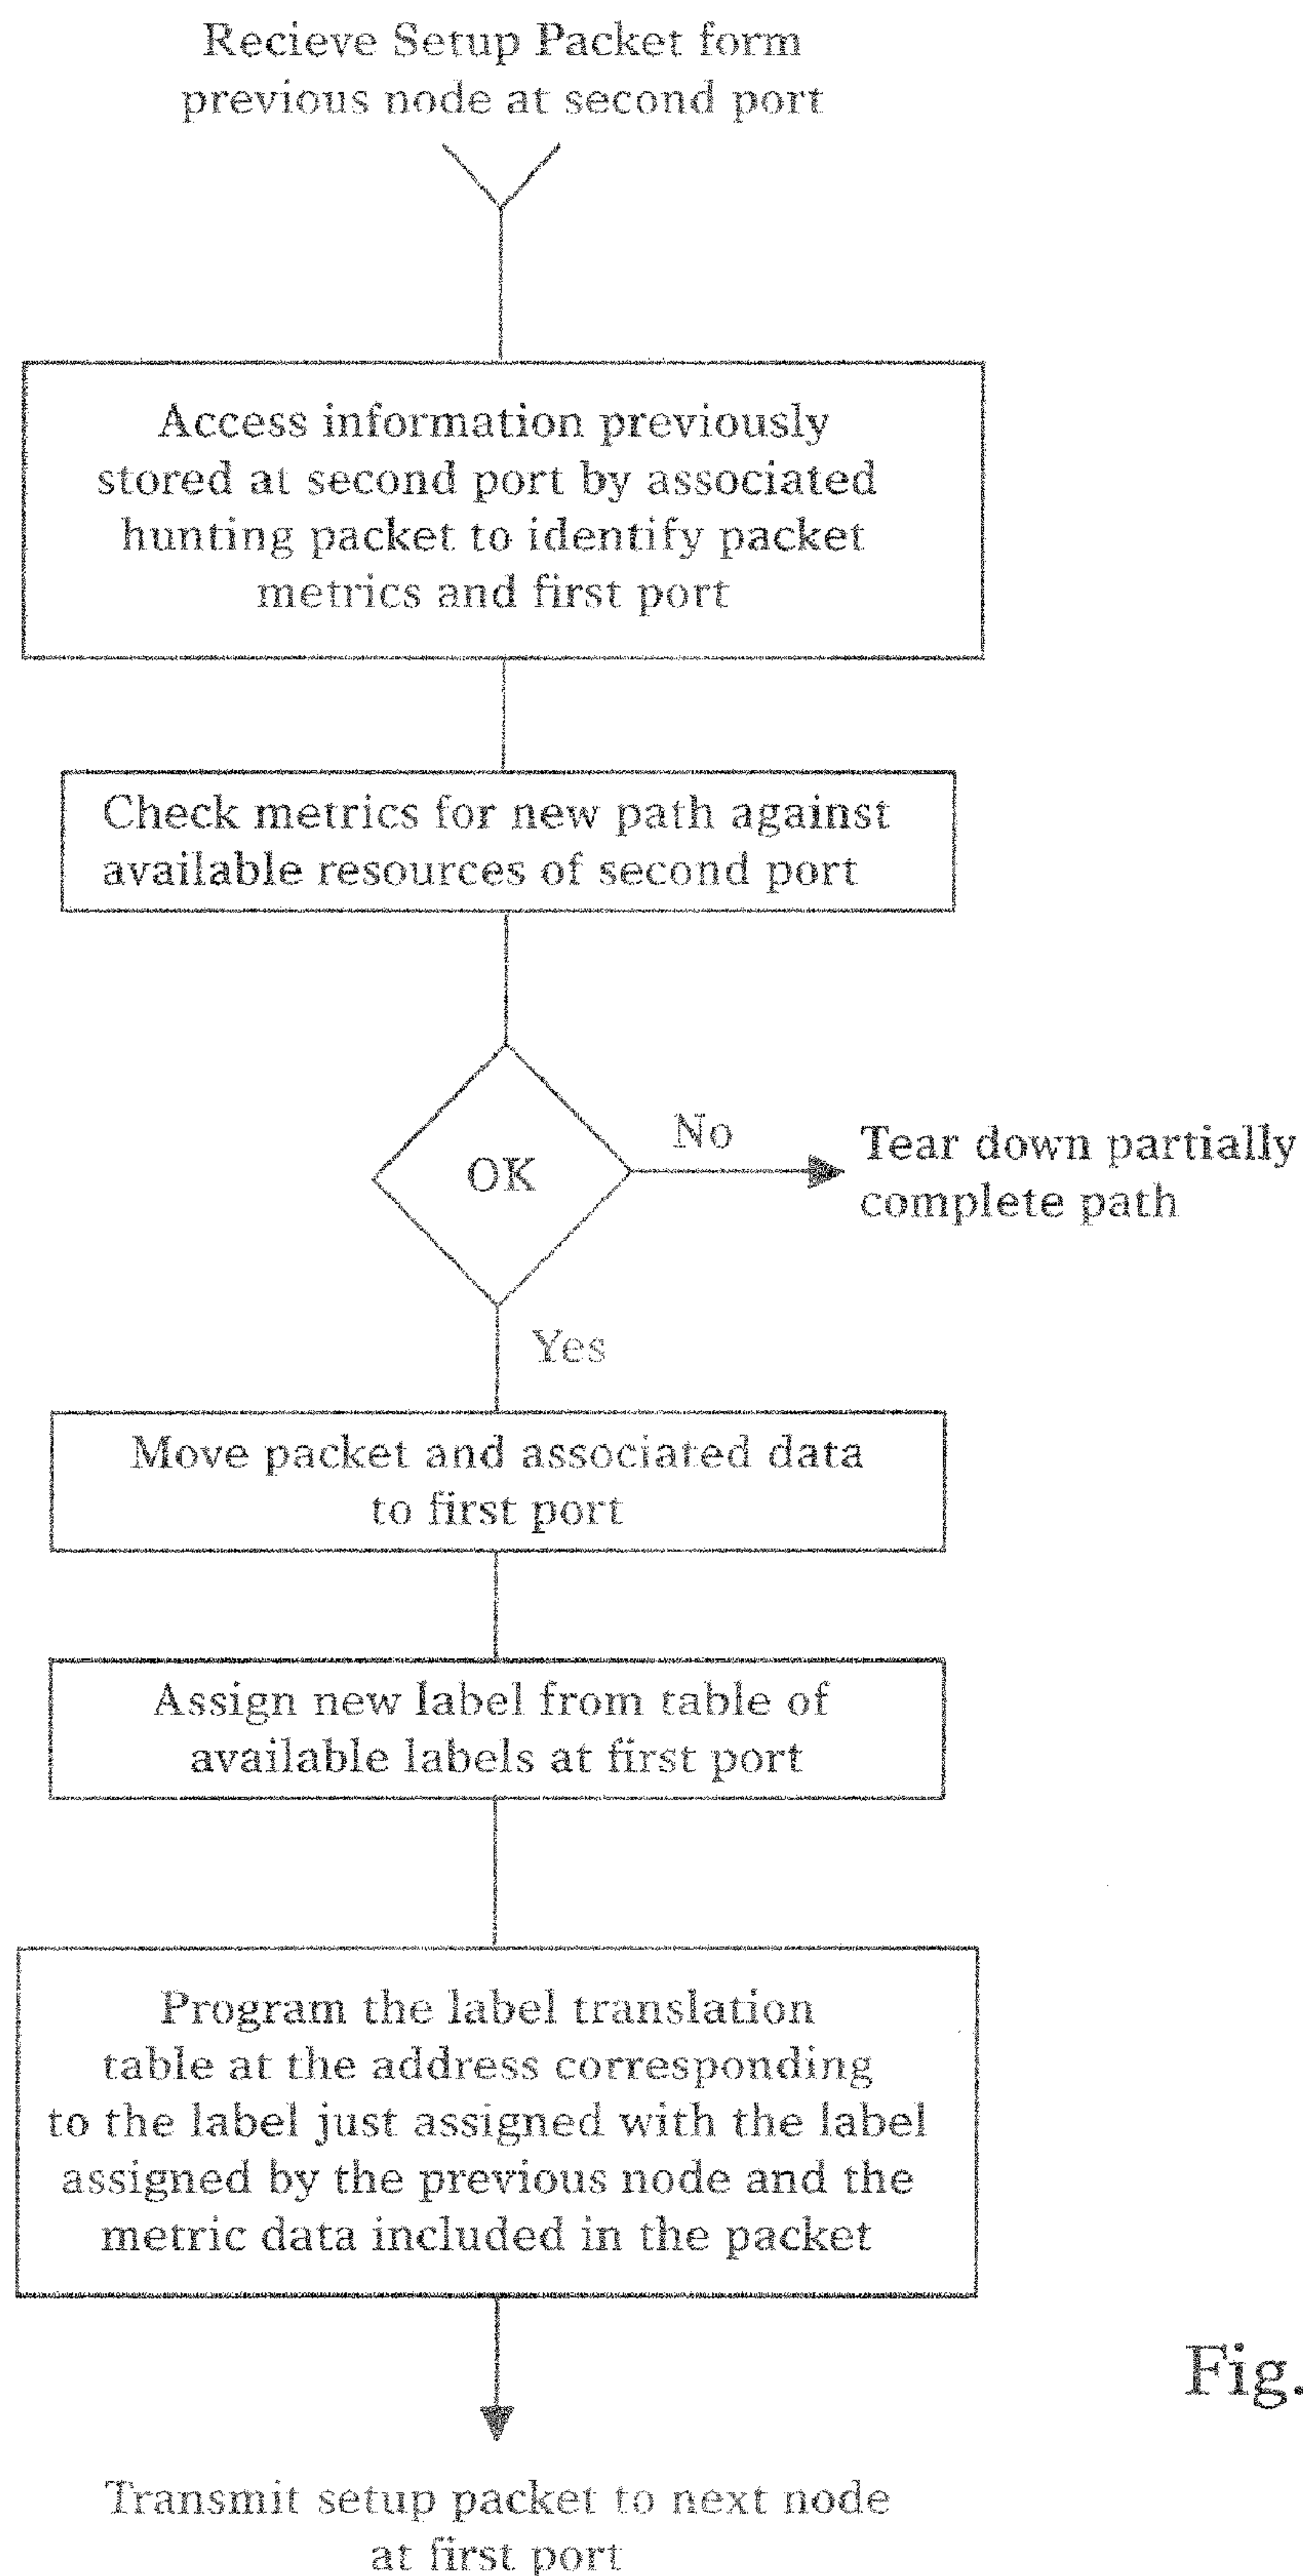 Recieve Setup Packet form
previous node at second port
Access information previously
stored at second port by associated
hunting packet to identify packet
metrics and first port
Check metrics for new path against
available resources of second port
OK
No
Tear down partially
complete path
Yes
Move packet and associated data
to first port
Assign new label from table of
available labels at first port
Program the label translation
table at the address corresponding
to the label just assigned with the label
assigned by the previous node and the
metric data included in the packet
Fig.
Transmit setup packet to next node
at first port